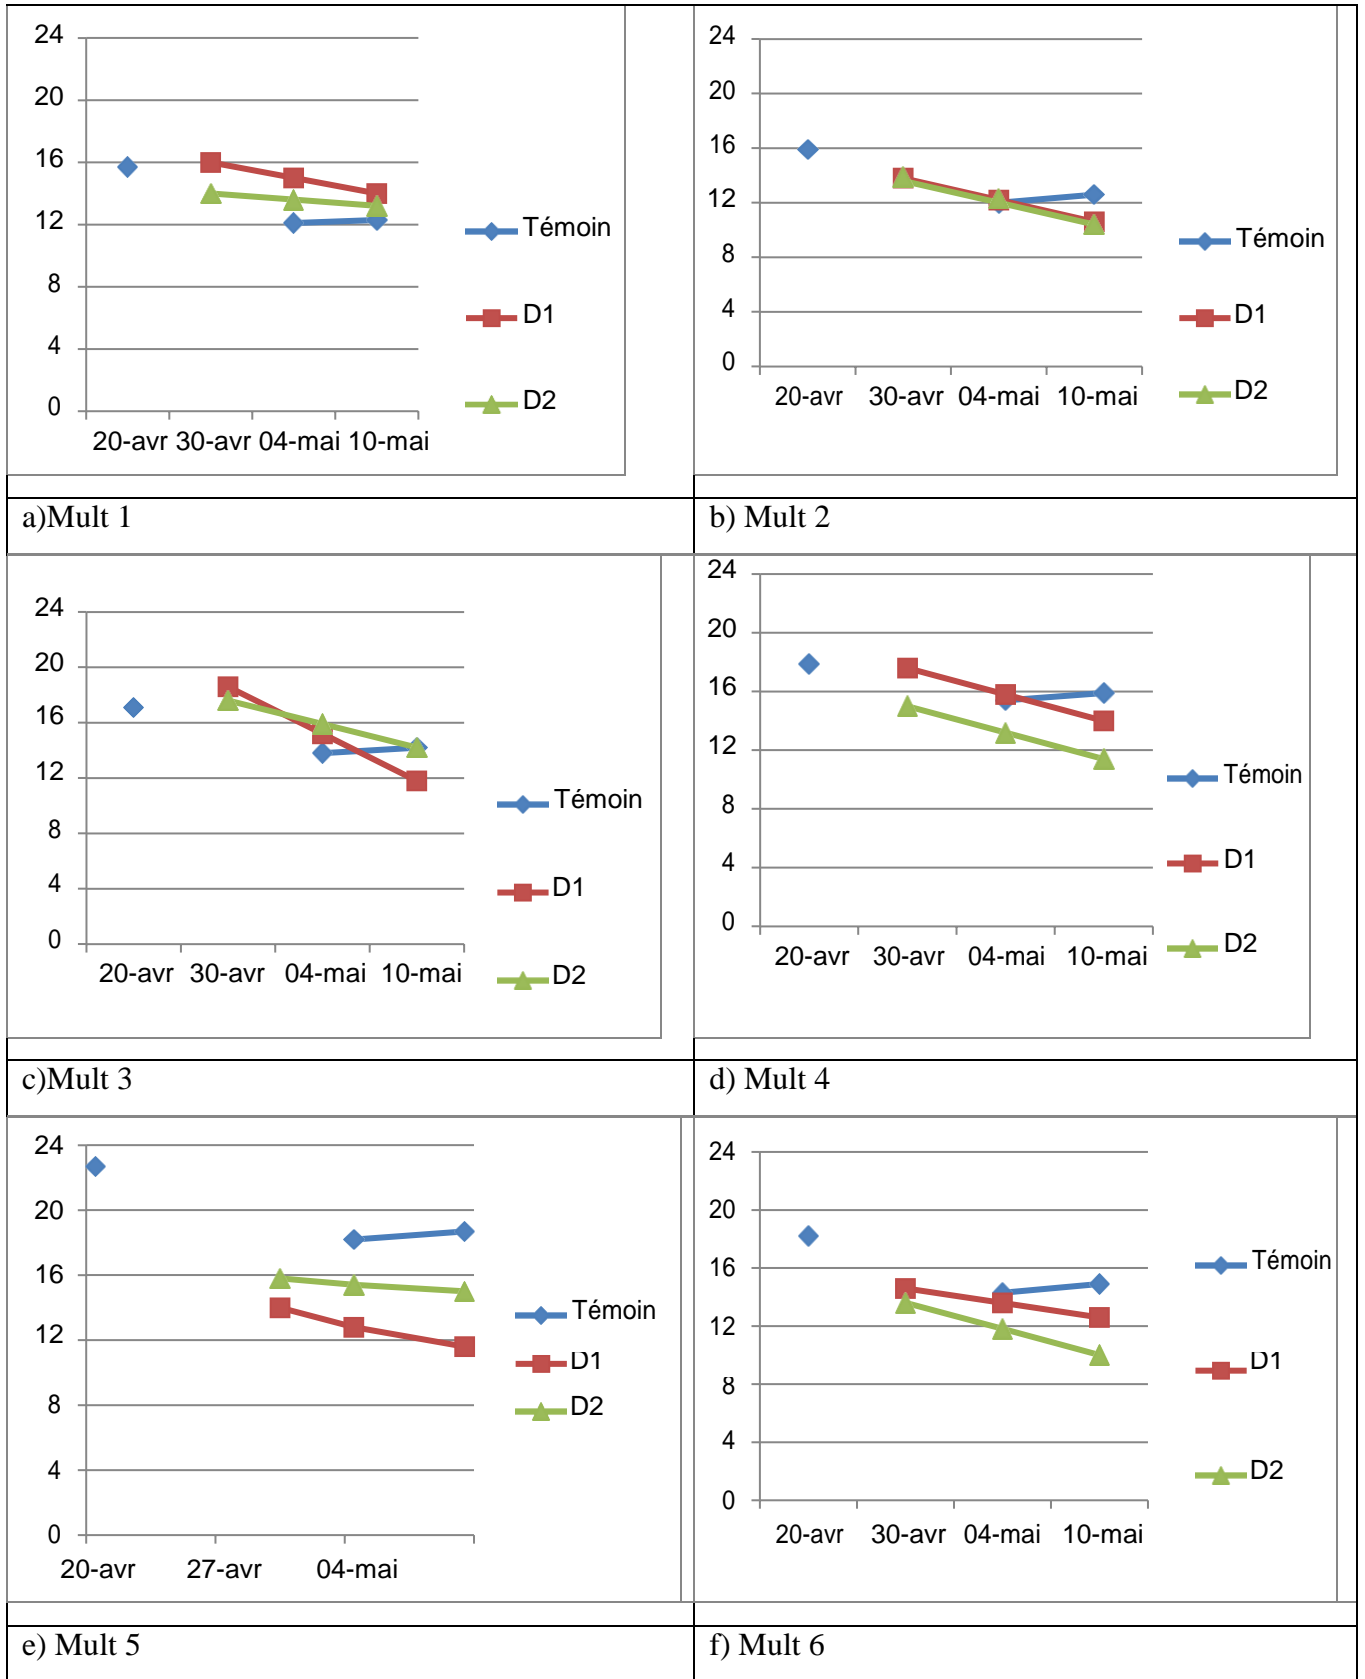 24
20
16
12
8
4
0
20-avr 30-avr 04-mai 10-mai
Témoin
D1
D2
24
20
16
12
8
4
0
20-avr 30-avr 04-mai 10-mai
Témoin
D1
D2
a)Mult 1
b) Mult 2
24
20
16
12
8
4
0
20-avr 30-avr 04-mai 10-mai
Témoin
D1
D2
24
20
16
12
8
4
0
20-avr 30-avr 04-mai 10-mai
Témoin
D1
D2
c)Mult 3
d) Mult 4
24
20
16
12
8
4
0
20-avr 27-avr 04-mai
Témoin
D1
D2
24
20
16
12
8
4
0
20-avr 30-avr 04-mai 10-mai
Témoin
D1
D2
e) Mult 5
f) Mult 6